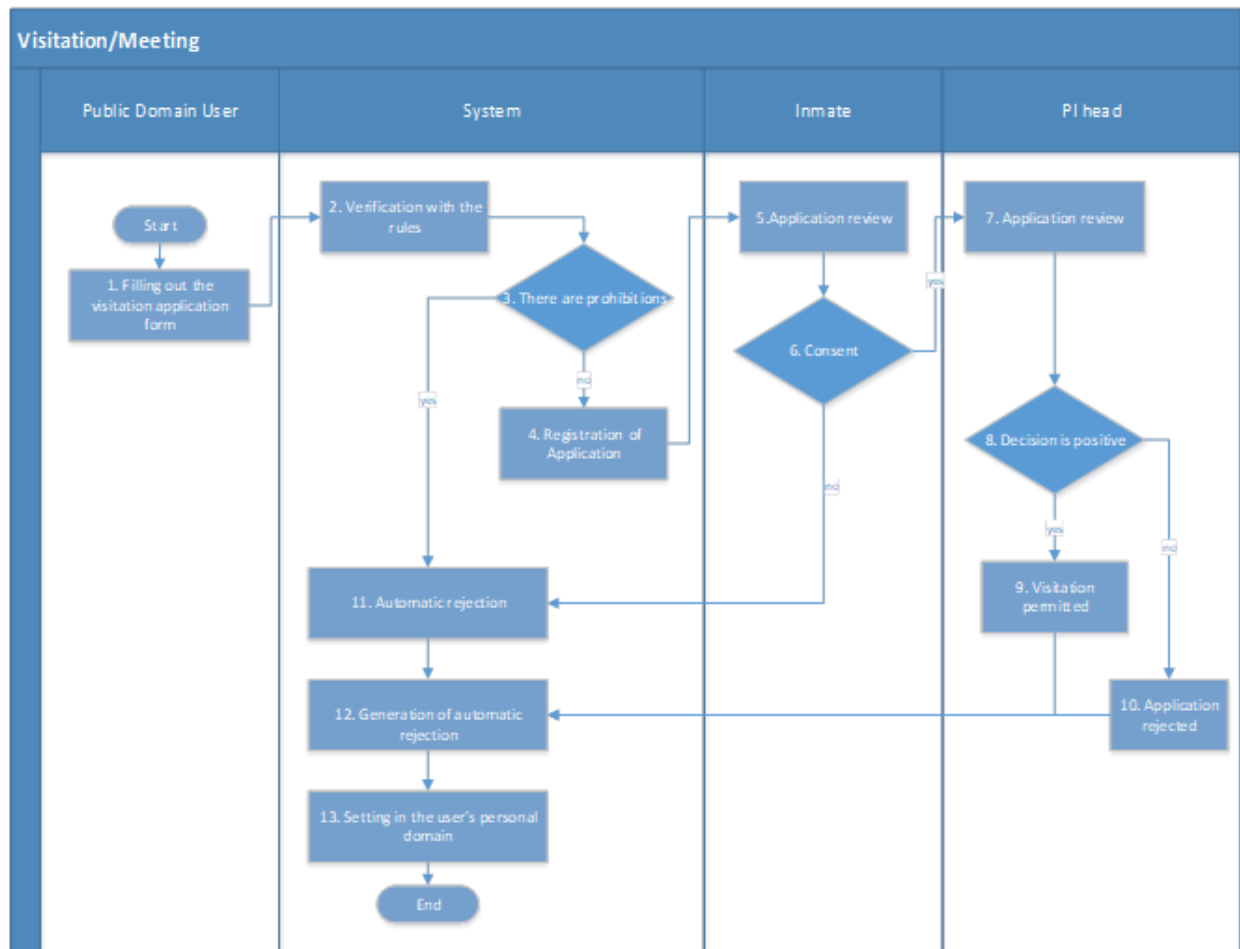 Visitation/Meeting
Public Domain User
System
Inmate
PI head
Start
1. Filling out the
visitation application
form
2. Verification with the
rules
3. There are prohibitions
yes
no
4. Registration of
Application
5.Application review
6. Consent
yes
no
7. Application review
8. Decision is positive
yes
no
9. Visitation
permitted
10. Application
rejected
11. Automatic rejection
12. Generation of automatic
rejection
13. Setting in the user's personal
domain
End